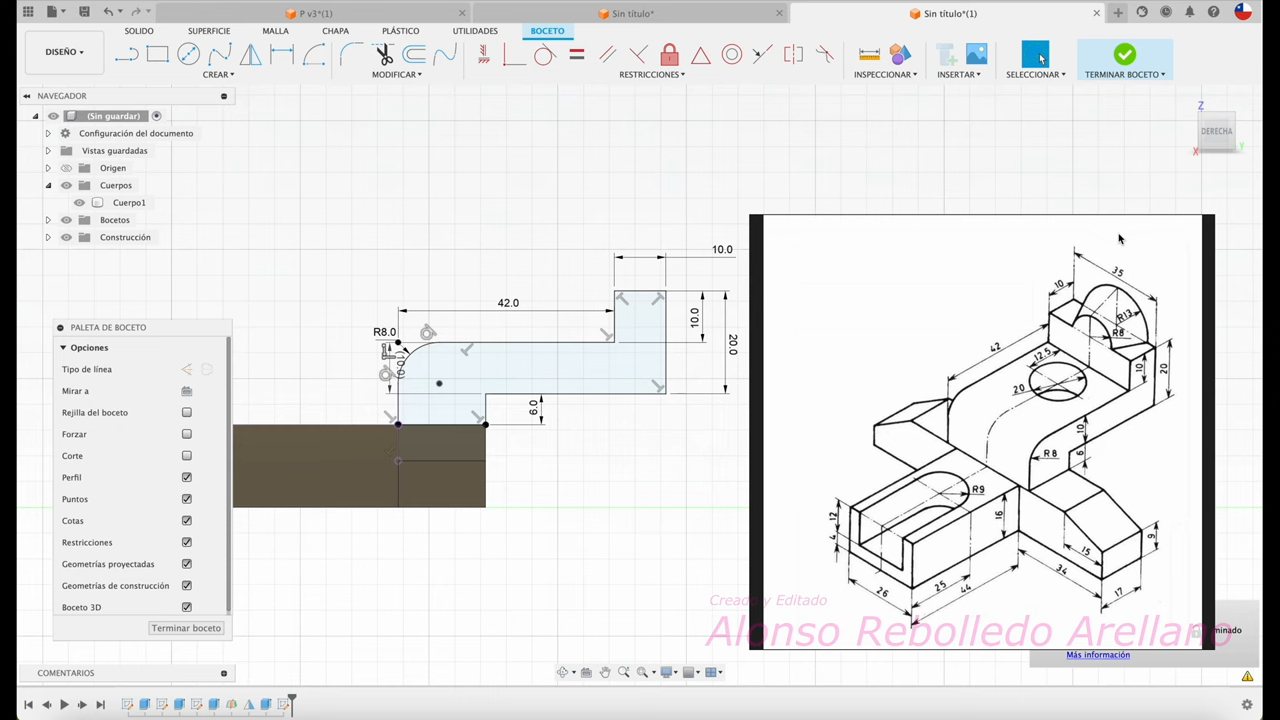 P v3*(1)
Sin título*
Sin título*(1)
SÓLIDO
SUPERFICIE
MALLA
CHAPA
PLÁSTICO
UTILIDADES
BOCETO
DISEÑO
CREAR
MODIFICAR
RESTRICCIONES
INSPECCIONAR
INSERTAR
SELECCIONAR
TERMINAR BOCETO
NAVEGADOR
(Sin guardar)
Configuración del documento
Vistas guardadas
Origen
Cuerpos
Cuerpo1
Bocetos
Construcción
Z
DERECHA
X
Y
10.0
42.0
R8.0
10.0
20.0
(10.0)
6.0
PALETA DE BOCETO
Opciones
Tipo de línea
Mirar a
Rejilla del boceto
Forzar
Corte
Perfil
Puntos
Cotas
Restricciones
Geometrías proyectadas
Geometrías de construcción
Boceto 3D
Terminar boceto
35
10
R13
R8
42
12.5
20
10
20
10
R8
6
R9
12
16
4
15
9
34
25
44
26
17
Creado y Editado
Alonso Rebolledo Arellano
minado
Más información
COMENTARIOS